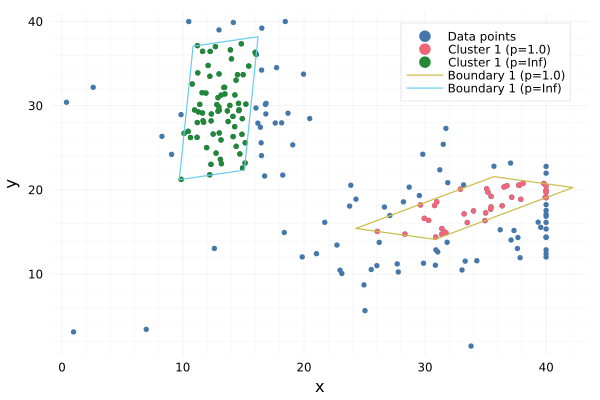 40
30
20
10
y
0
10
20
30
40
x
Data points
Cluster 1 (p=1.0)
Cluster 1 (p=Inf)
Boundary 1 (p=1.0)
Boundary 1 (p=Inf)